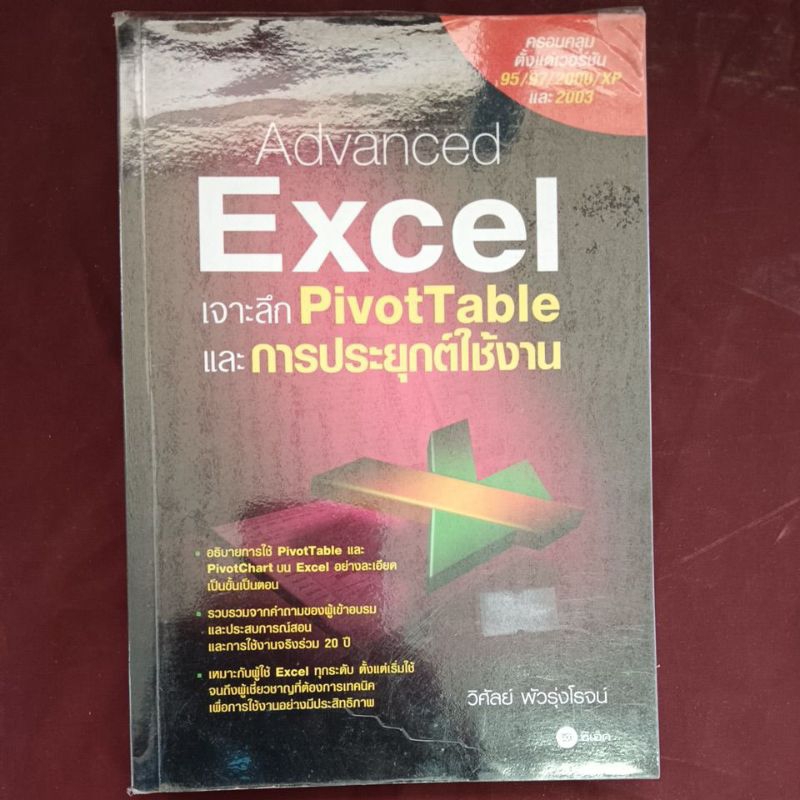 ครอบคลุม
ตั้งแต่เวอร์ชัน
95/97/2000/XP
และ 2003
Advanced
Excel
เจาะลึก PivotTable
และ การประยุกต์ใช้งาน
• อธิบายการใช้ PivotTable และ
PivotChart บน Excel อย่างละเอียด
เป็นขั้นเป็นตอน
• รวบรวมจากคำถามของผู้เข้าอบรม
และประสบการณ์สอน
และการใช้งานจริงร่วม 20 ปี
• เหมาะกับผู้ใช้ Excel ทุกระดับ ตั้งแต่เริ่มใช้
จนถึงผู้เชี่ยวชาญที่ต้องการเทคนิค
เพื่อการใช้งานอย่างมีประสิทธิภาพ
วิศัลย์ พัวรุ่งโรจน์
ซีเอ็ด